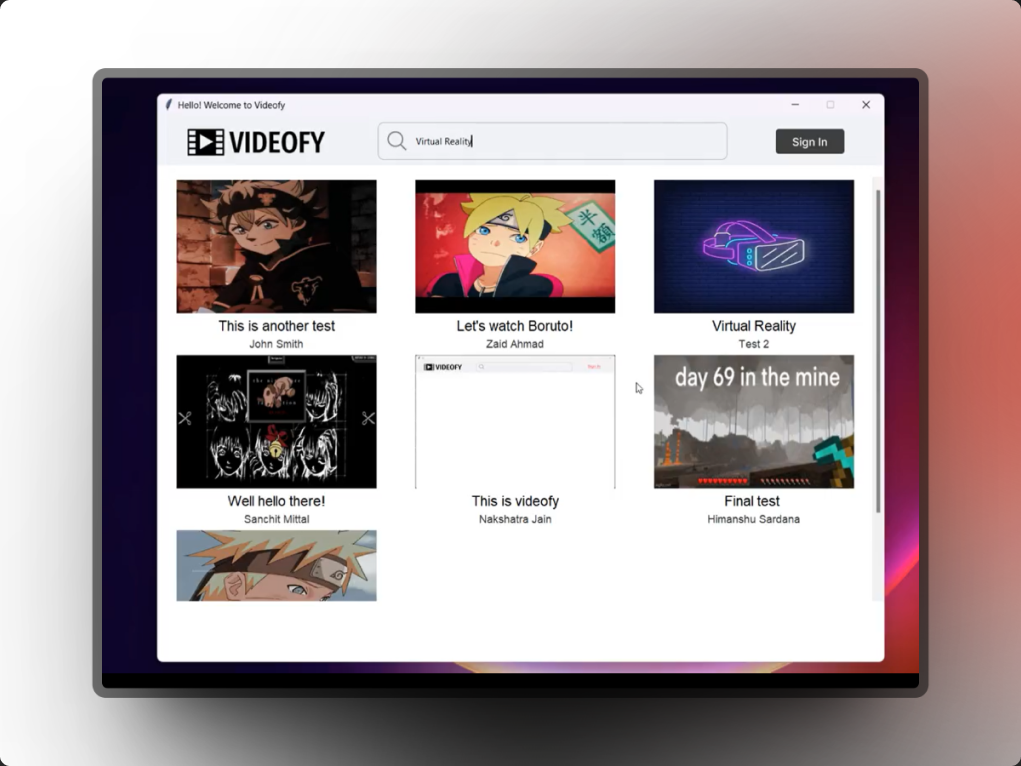 Hello! Welcome to Videofy
VIDEOFY
Virtual Reality
Sign In
半額
This is another test
John Smith
Let's watch Boruto!
Zaid Ahmad
Virtual Reality
Test 2
VIDEOFY
day 69 in the mine
Well hello there!
Sanchit Mittal
This is videofy
Nakshatra Jain
Final test
Himanshu Sardana